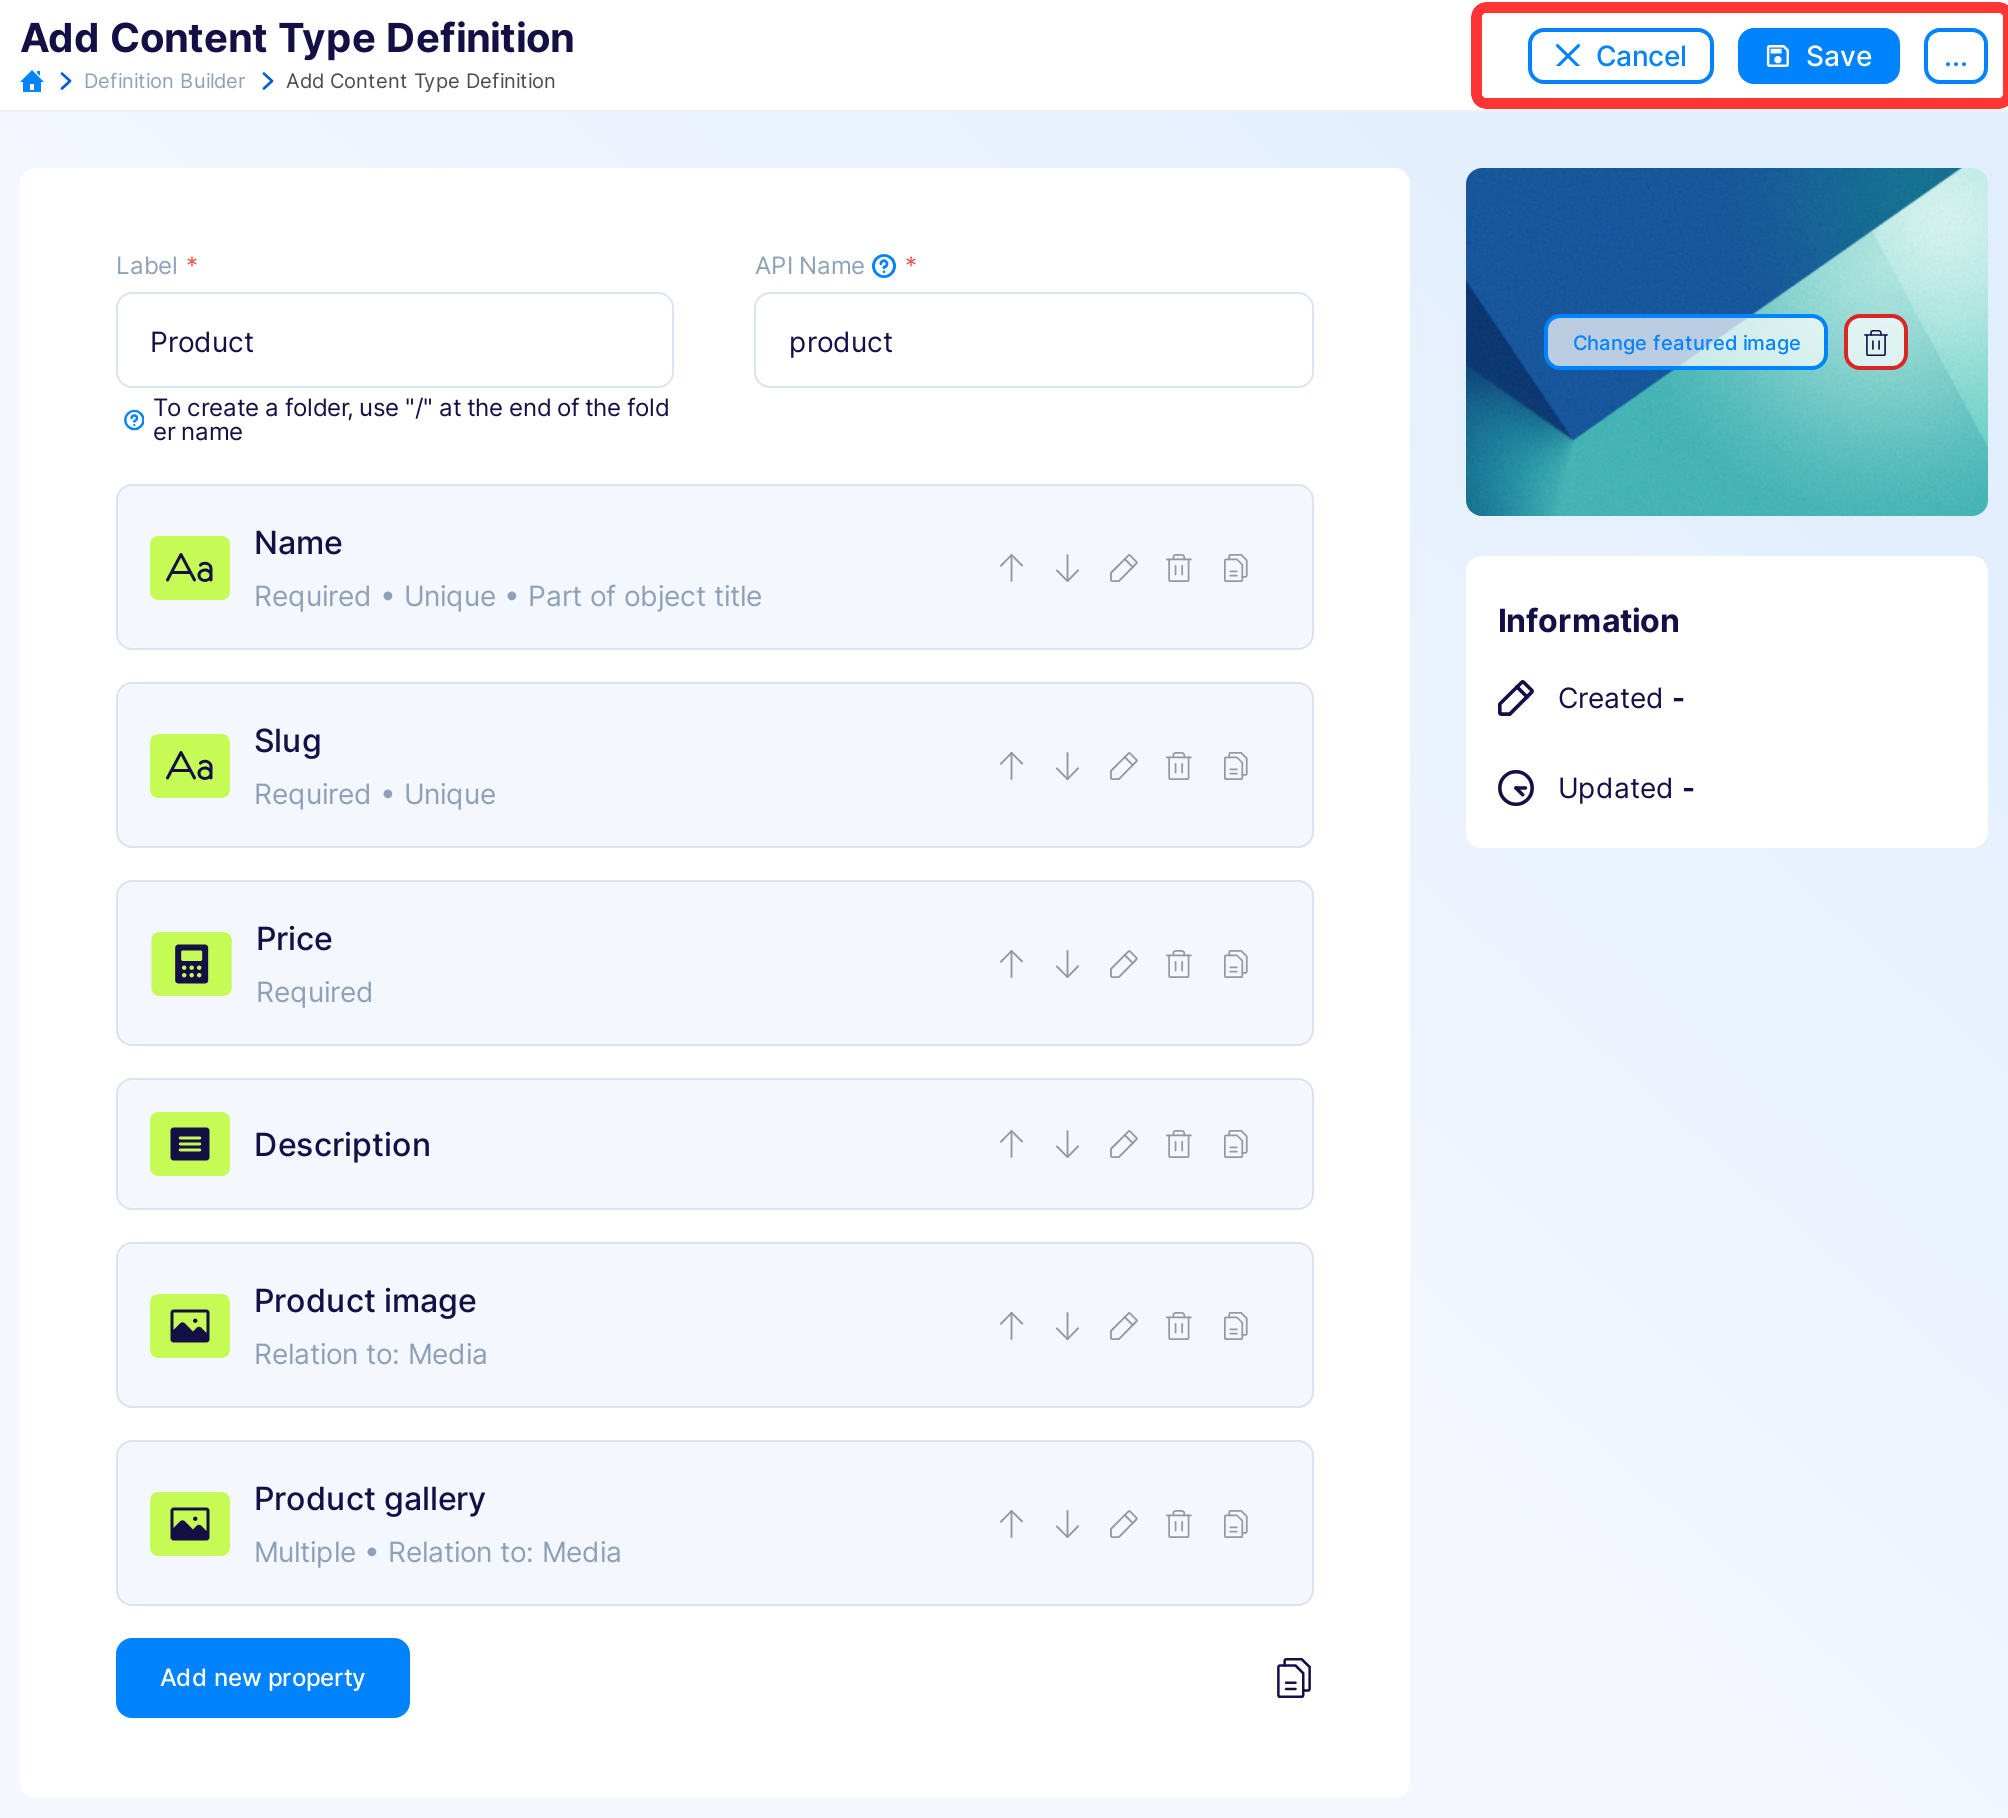 Add Content Type Definition
Definition Builder
Add Content Type Definition
Cancel
Save
...
Label *
API Name *
Product
product
To create a folder, use "/" at the end of the fold
er name
Aa
Name
Required • Unique • Part of object title
Aa
Slug
Required • Unique
Price
Required
Description
Product image
Relation to: Media
Product gallery
Multiple • Relation to: Media
Add new property
Change featured image
Information
Created -
Updated -